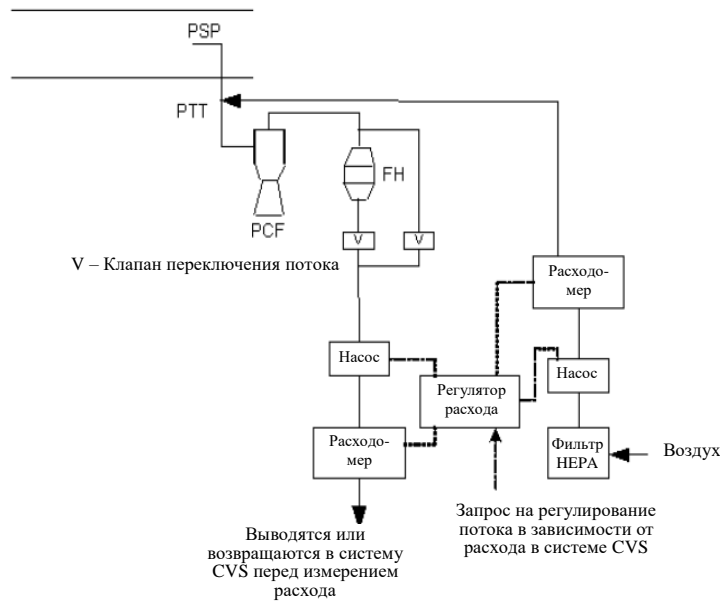 PSP
PTT
FH
PCF
V
V
V – Клапан переключения потока
Расходо-
мер
Насос
Насос
Регулятор
расхода
Расходо-
мер
Фильтр
HEPA
Воздух
Запрос на регулирование
потока в зависимости от
расхода в системе CVS
Выводятся или
возвращаются в систему
CVS перед измерением
расхода